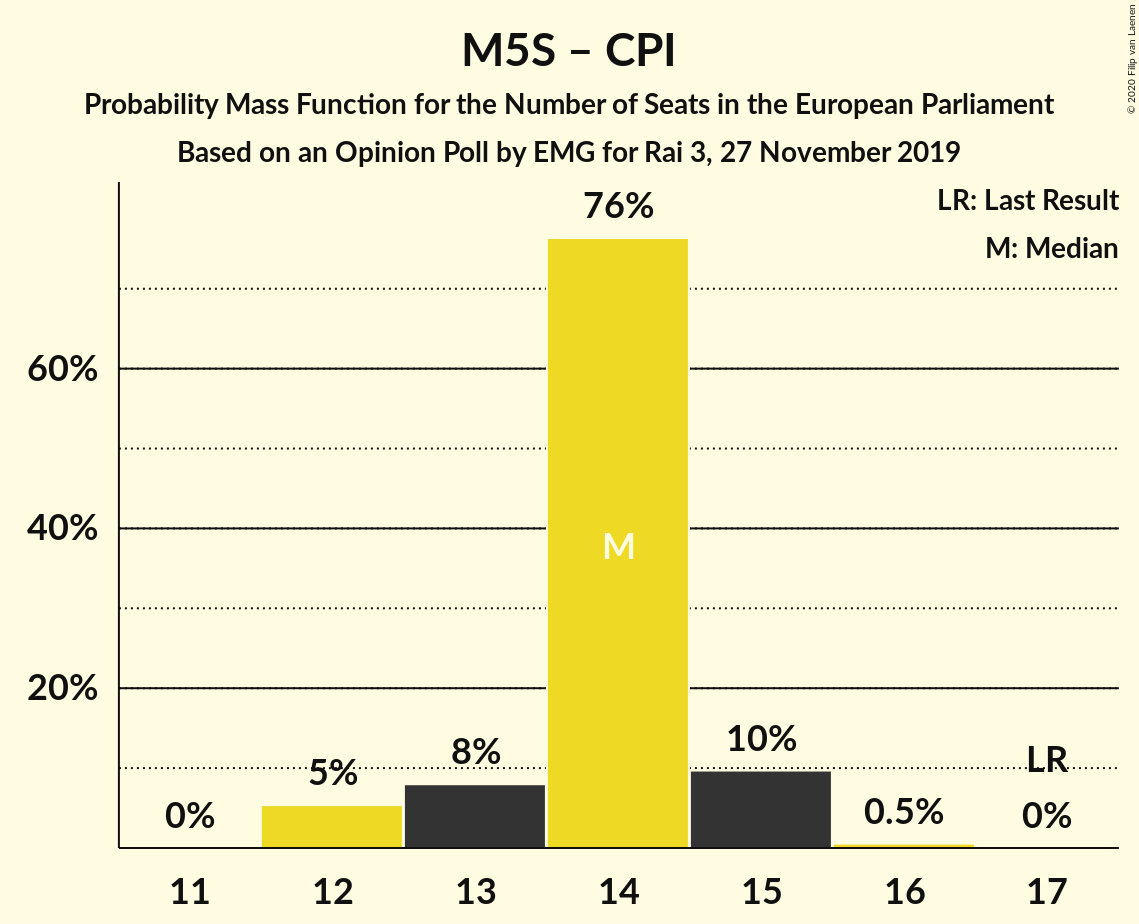 M5S – CPI
Probability Mass Function for the Number of Seats in the European Parliament
Based on an Opinion Poll by EMG for Rai 3, 27 November 2019
© 2020 Filip van Laenen
LR: Last Result
M: Median
76%
60%
40%
M
20%
10%
8%
5%
LR
0%
0.5%
0%
11 12 13 14 15 16 17